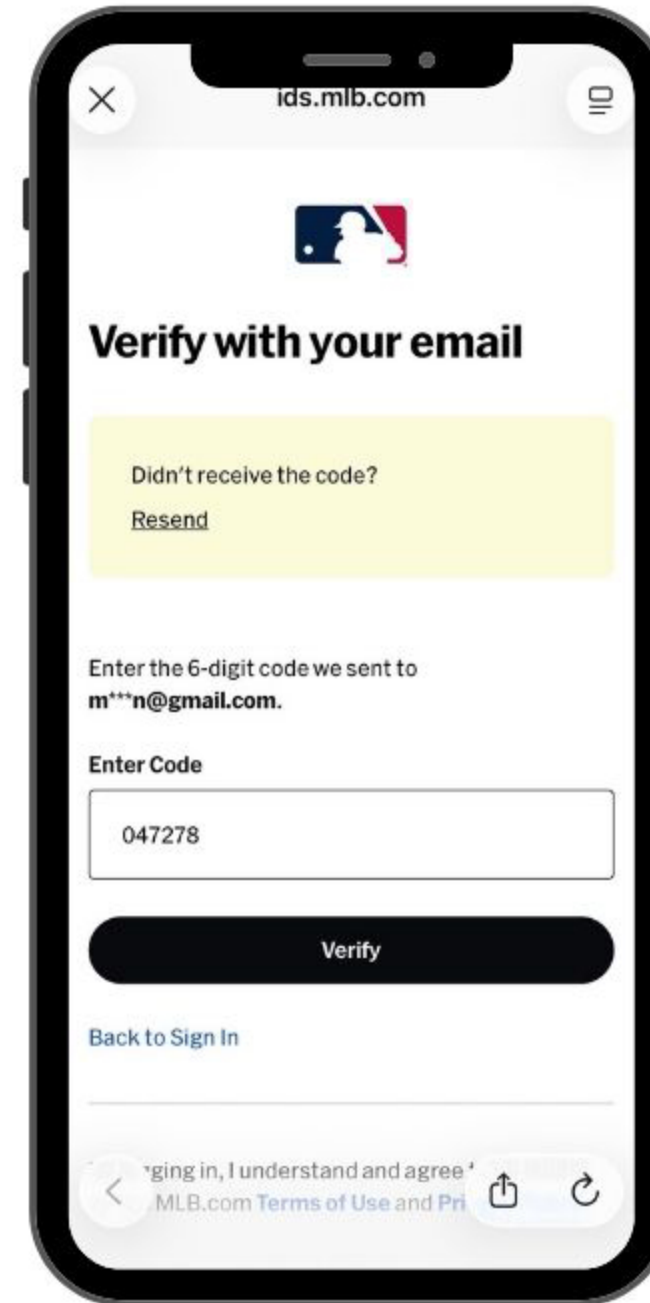 ids.mlb.com
Verify with your email
Didn't receive the code?
Resend
Enter the 6-digit code we sent to
m***n@gmail.com.
Enter Code
047278
Verify
Back to Sign In
in, I understand and agree
MLB.com Terms of Use and